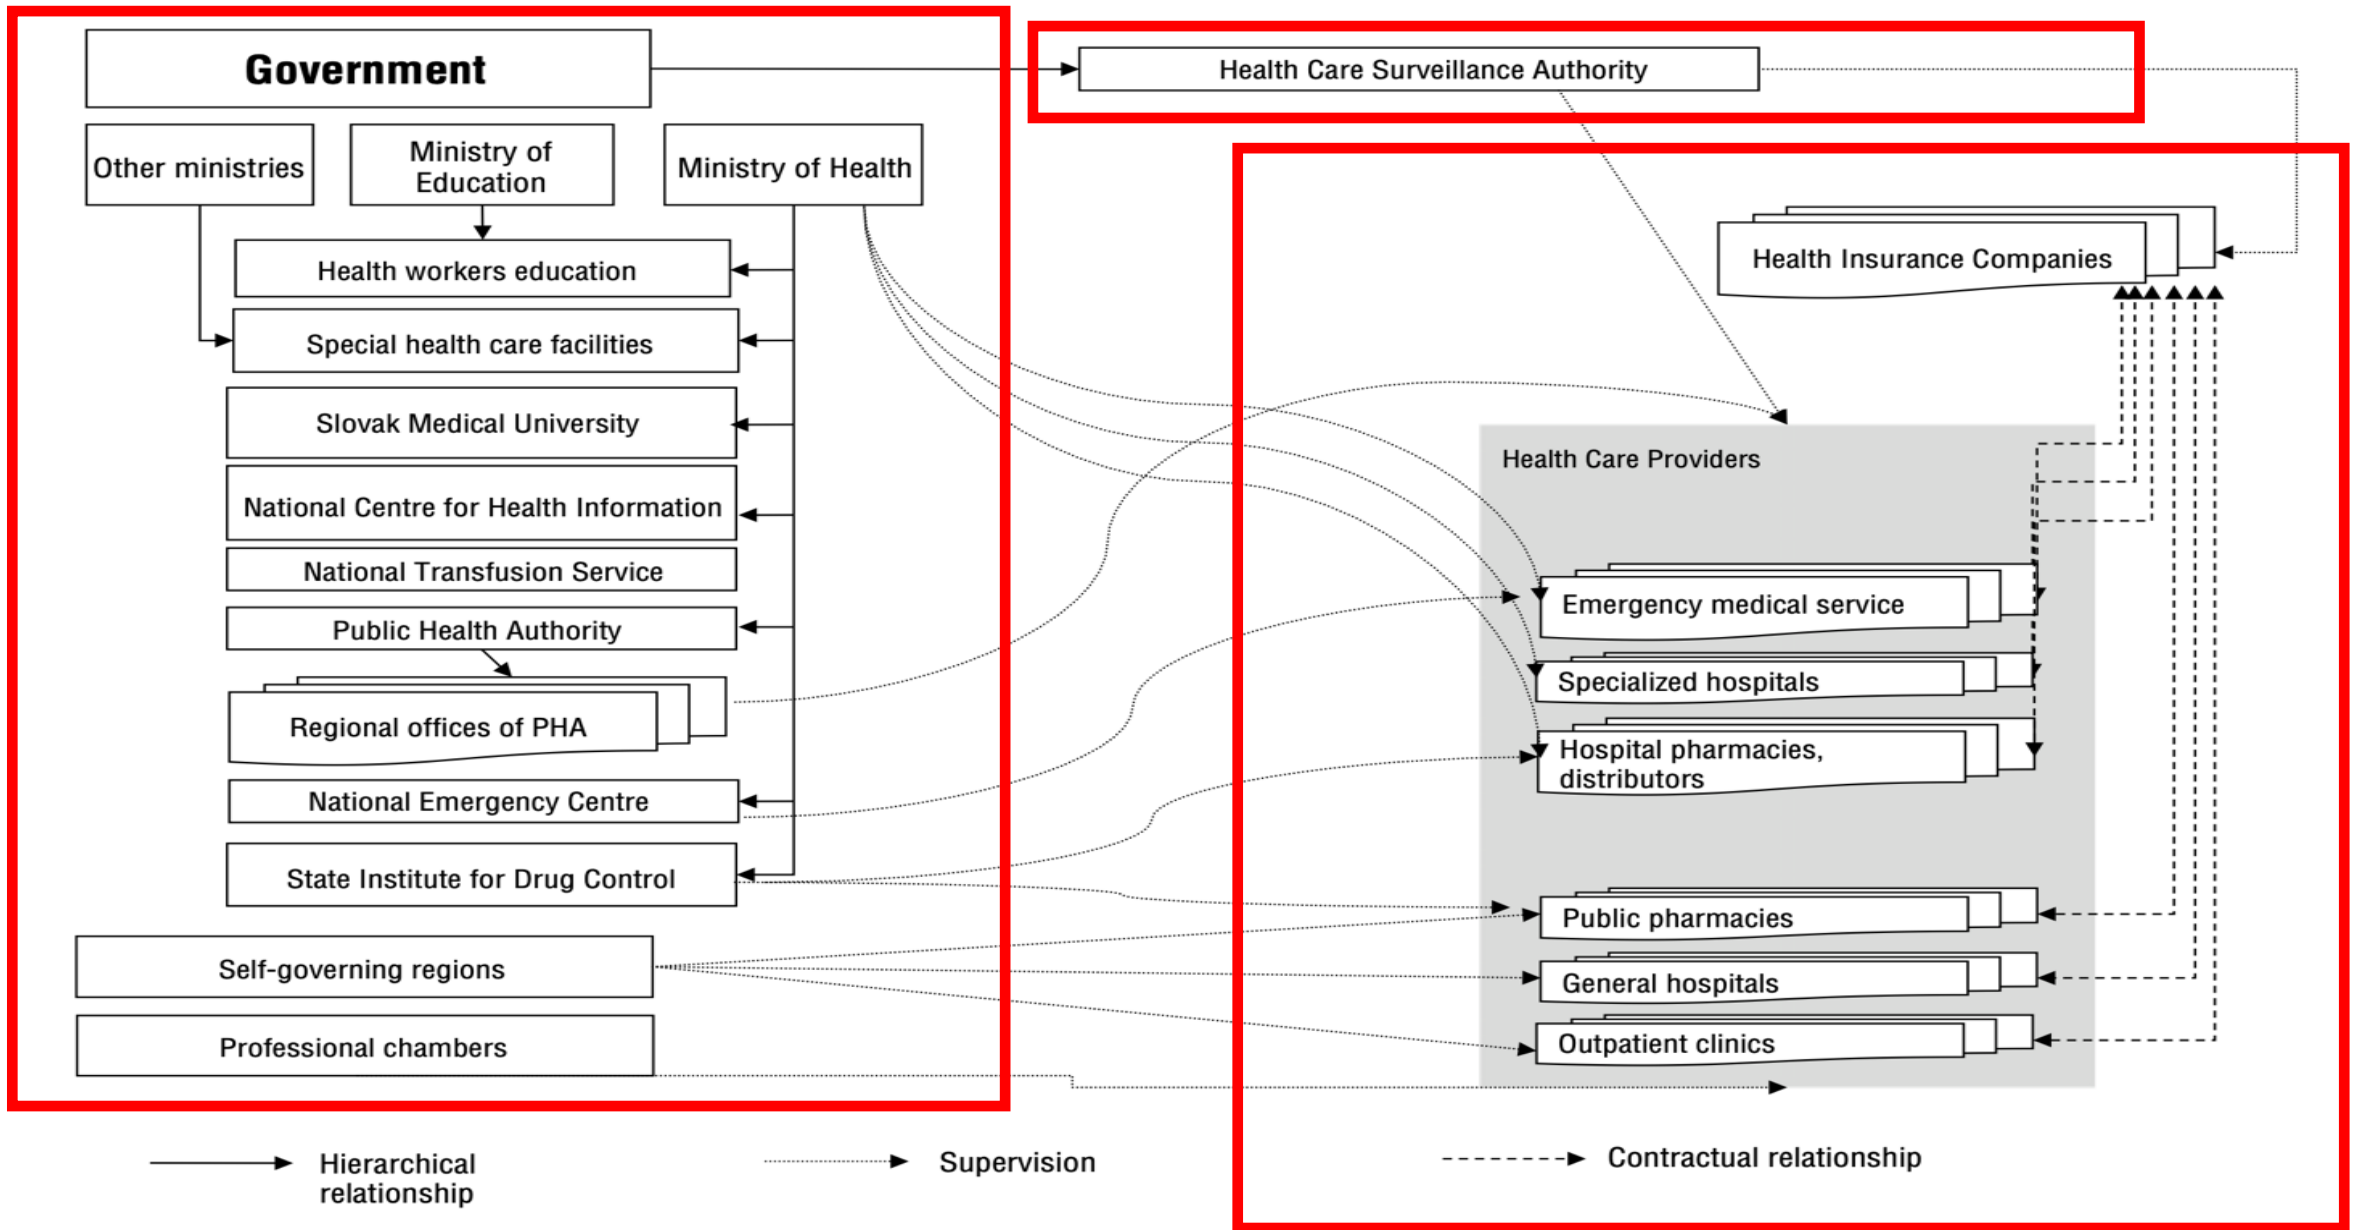 Government
Health Care Surveillance Authority
Other ministries
Ministry of
Education
Ministry of Health
Health workers education
Special health care facilities
Slovak Medical University
National Centre for Health Information
National Transfusion Service
Public Health Authority
Regional offices of PHA
National Emergency Centre
State Institute for Drug Control
Self-governing regions
Professional chambers
Health Insurance Companies
Health Care Providers
Emergency medical service
Specialized hospitals
Hospital pharmacies,
distributors
Public pharmacies
General hospitals
Outpatient clinics
Hierarchical
relationship
Supervision
Contractual relationship